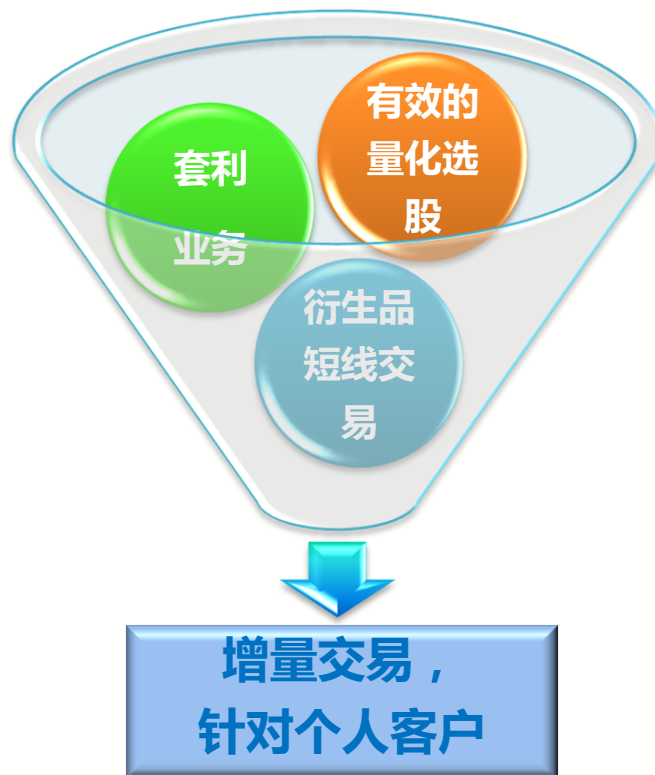 套利
业务
有效的
量化选
股
衍生品
短线交
易
增量交易，
针对个人客户